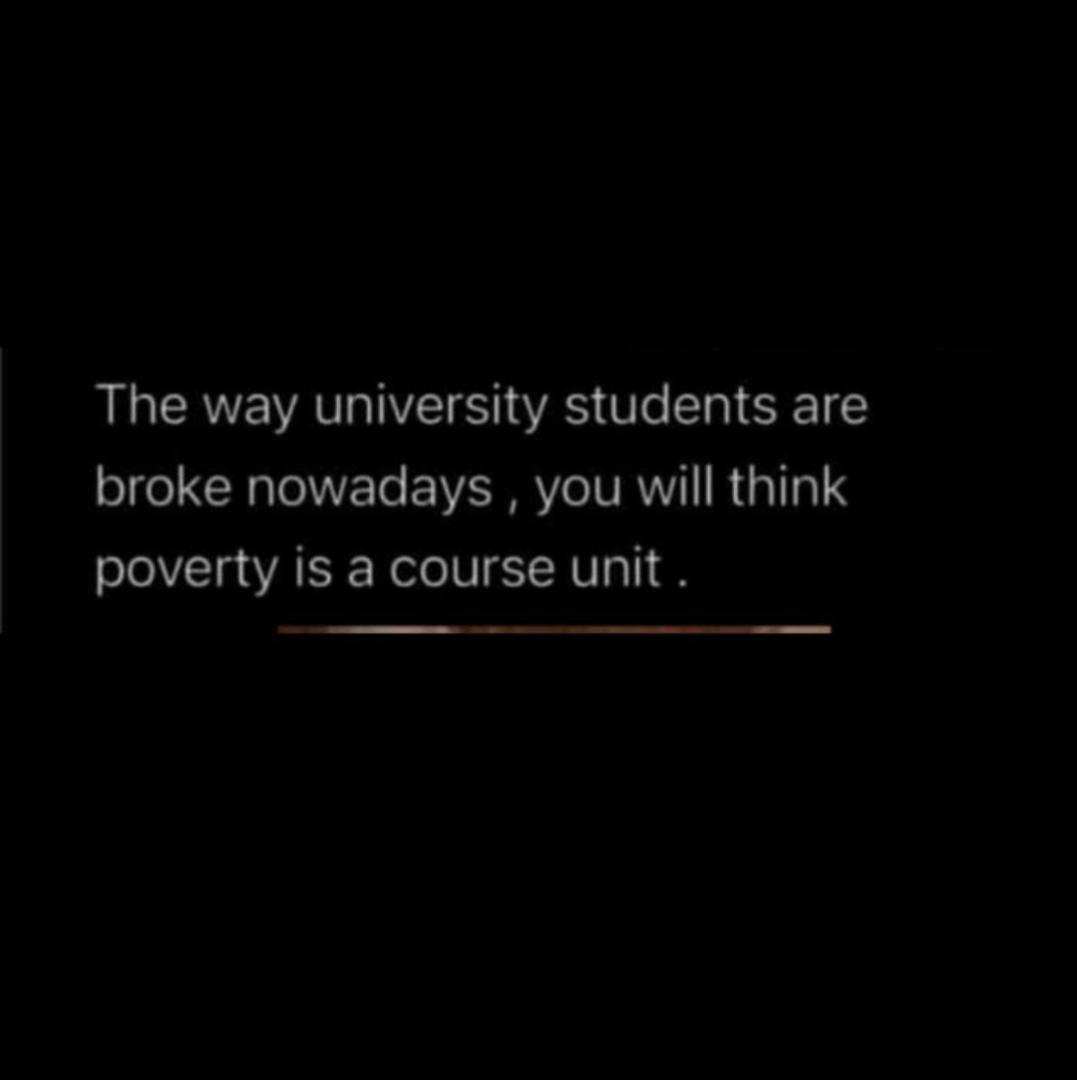 The way university students are
broke nowadays , you will think
poverty is a course unit .